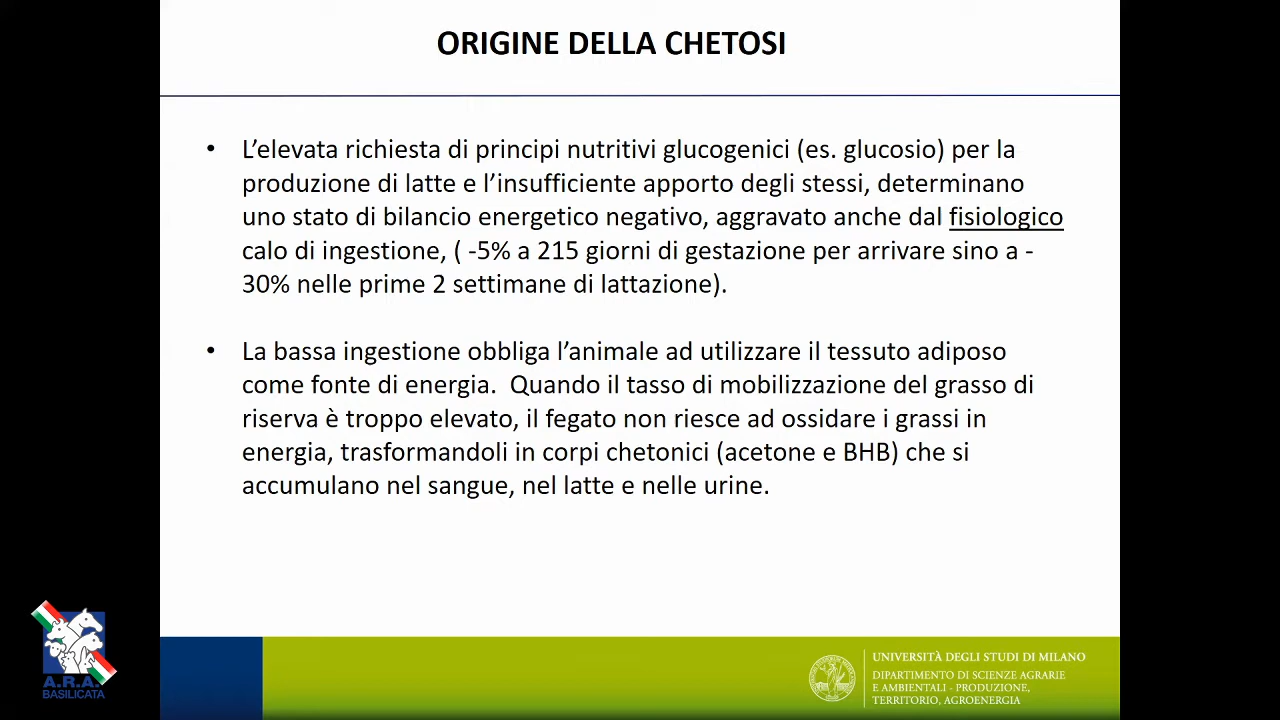 ORIGINE DELLA CHETOSI
• L’elevata richiesta di principi nutritivi glucogenici (es. glucosio) per la
produzione di latte e l’insufficiente apporto degli stessi, determinano
uno stato di bilancio energetico negativo, aggravato anche dal fisiologico
calo di ingestione, ( -5% a 215 giorni di gestazione per arrivare sino a -
30% nelle prime 2 settimane di lattazione).
• La bassa ingestione obbliga l’animale ad utilizzare il tessuto adiposo
come fonte di energia.  Quando il tasso di mobilizzazione del grasso di
riserva è troppo elevato, il fegato non riesce ad ossidare i grassi in
energia, trasformandoli in corpi chetonici (acetone e BHB) che si
accumulano nel sangue, nel latte e nelle urine.
A.R.A.
BASILICATA
UNIVERSITÀ DEGLI STUDI DI MILANO
DIPARTIMENTO DI SCIENZE AGRARIE
E AMBIENTALI - PRODUZIONE,
TERRITORIO, AGROENERGIA